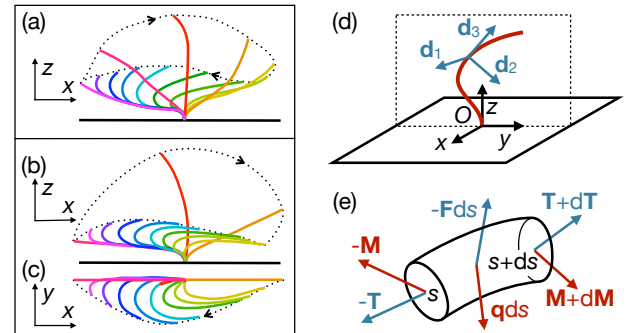 (a)
z
x
(b)
z
x
(c)
y
x
(d)
d₃
d₁
d₂
O
z
x
y
(e)
-Fds
T+dT
-M
s+ds
s
-T
M+dM
qds